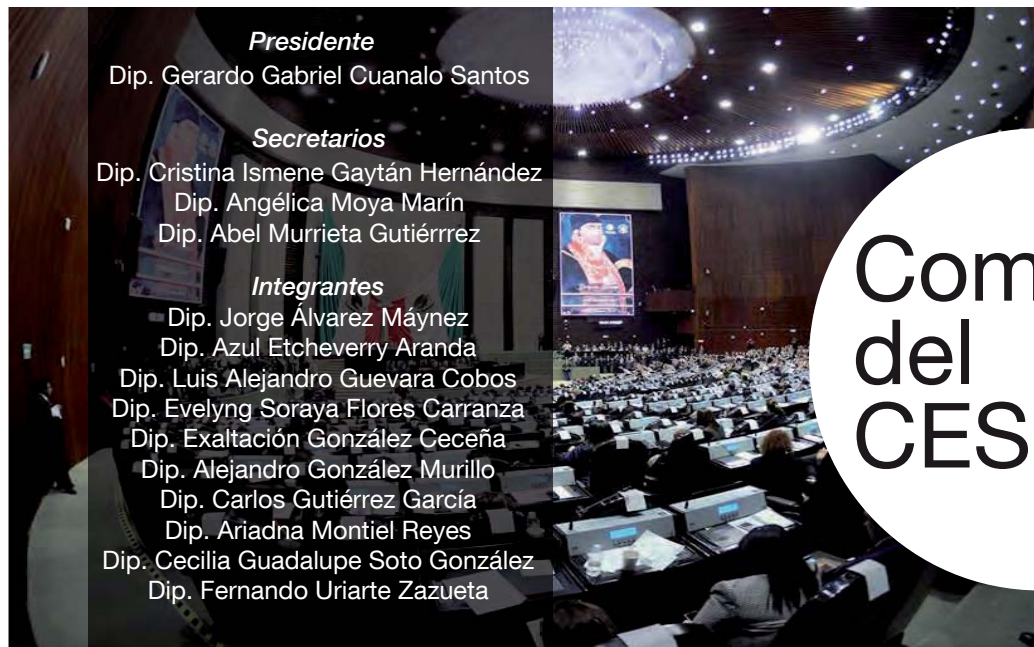 Presidente
Dip. Gerardo Gabriel Cuanalo Santos
Secretarios
Dip. Cristina Ismene Gaytán Hernández
Dip. Angélica Moya Marín
Dip. Abel Murrieta Gutiérrrez
Integrantes
Dip. Jorge Álvarez Máynez
Dip. Azul Etcheverry Aranda
Dip. Luis Alejandro Guevara Cobos
Dip. Evelyng Soraya Flores Carranza
Dip. Exaltación González Ceceña
Dip. Alejandro González Murillo
Dip. Carlos Gutiérrez García
Dip. Ariadna Montiel Reyes
Dip. Cecilia Guadalupe Soto González
Dip. Fernando Uriarte Zazueta
Com
del
CES